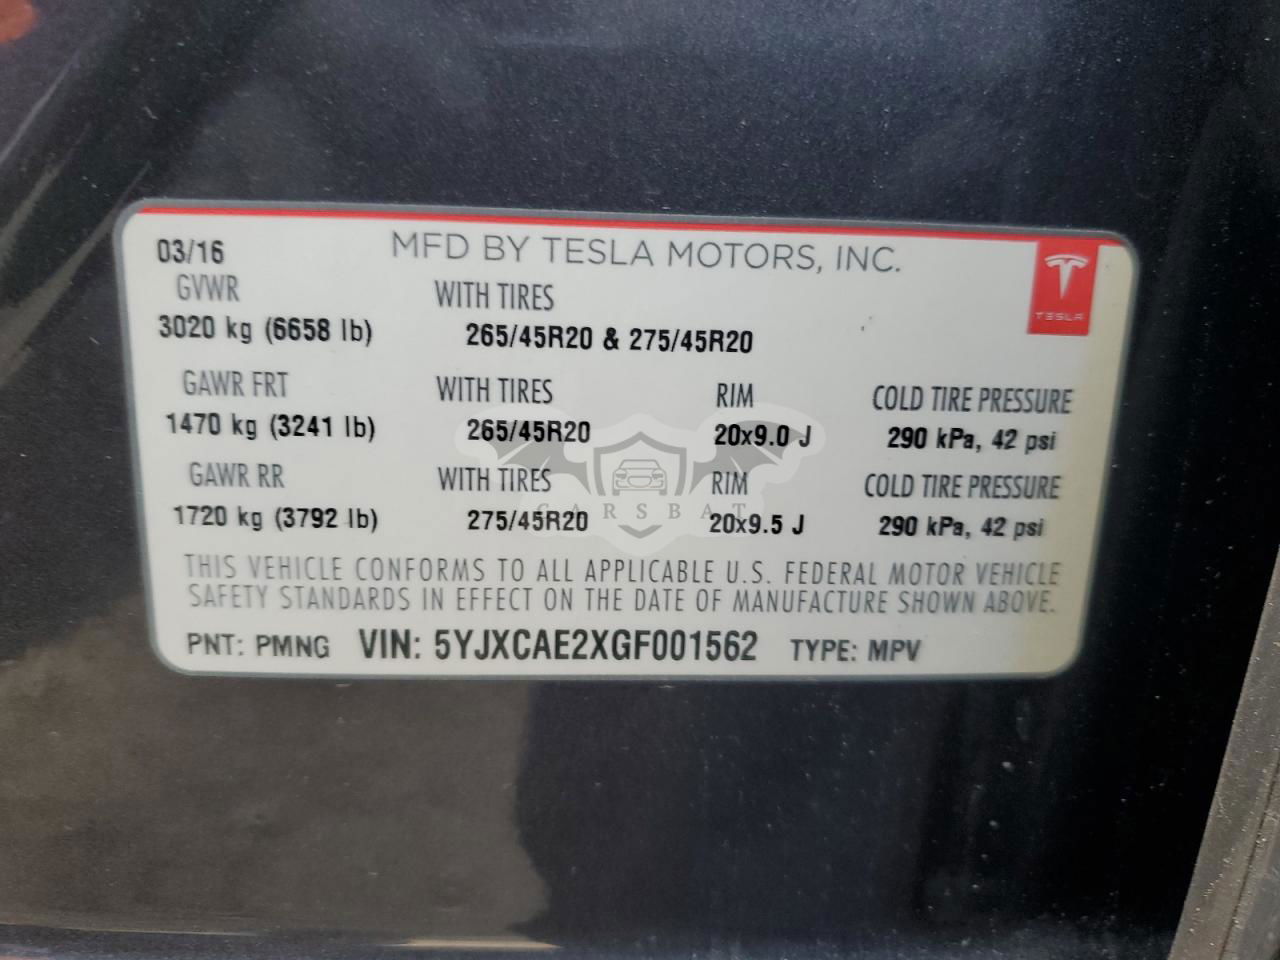 03/16 MFD BY TESLA MOTORS, INC.
GVWR WITH TIRES
3020 kg (6658 lb) 265/45R20 & 275/45R20
TESLA
GAWR FRT WITH TIRES RIM COLD TIRE PRESSURE
1470 kg (3241 lb) 265/45R20 20x9.0 J 290 kPa, 42 psi
GAWR RR WITH TIRES RIM COLD TIRE PRESSURE
1720 kg (3792 lb) 275/45R20 20x9.5 J 290 kPa, 42 psi
CARSBAT
THIS VEHICLE CONFORMS TO ALL APPLICABLE U.S. FEDERAL MOTOR VEHICLE
SAFETY STANDARDS IN EFFECT ON THE DATE OF MANUFACTURE SHOWN ABOVE.
PNT: PMNG VIN: 5YJXCAE2XGF001562 TYPE: MPV